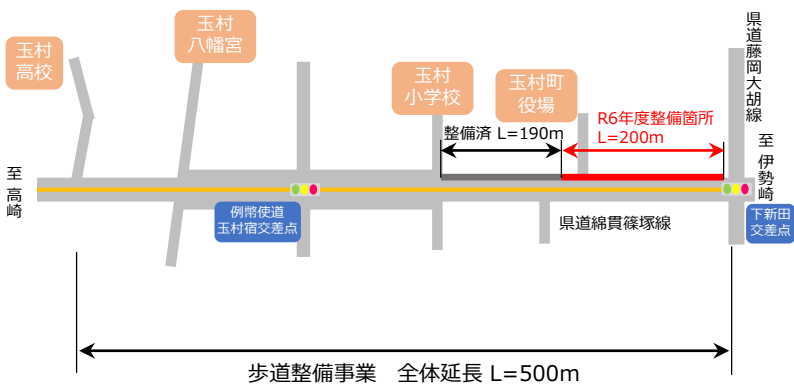 玉村
高校
玉村
八幡宮
玉村
小学校
玉村町
役場
県道藤岡大胡線
整備済 L=190m
R6年度整備箇所
L=200m
至 高崎
至 伊勢崎
例幣使道
玉村宿交差点
県道綿貫篠塚線
下新田
交差点
歩道整備事業　全体延長 L=500m